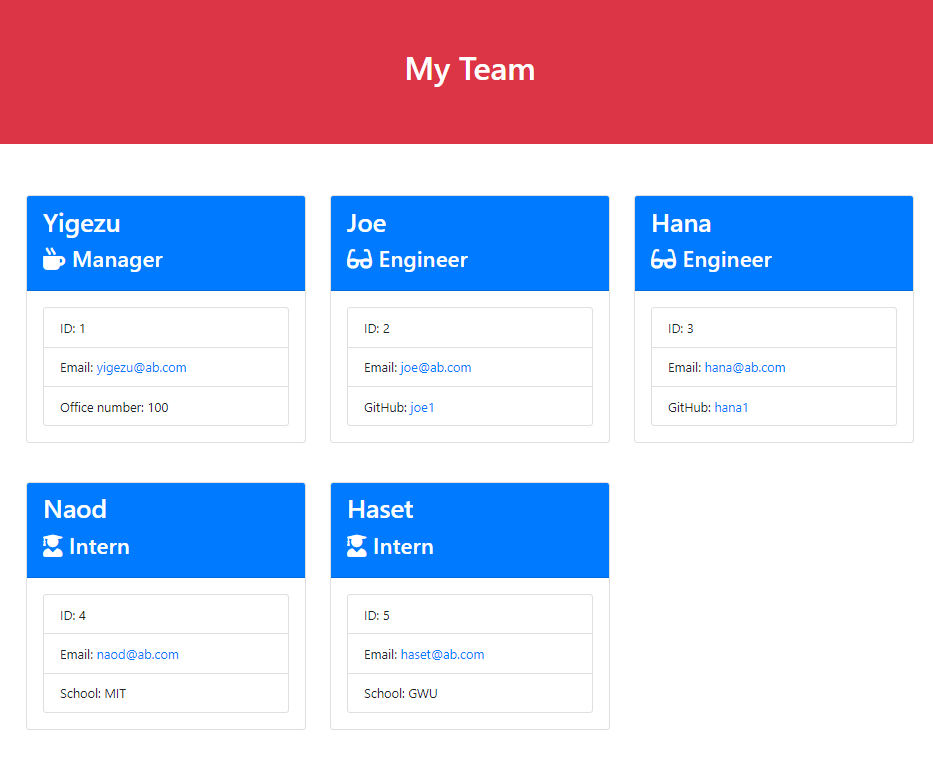 My Team
Yigezu
Manager
ID: 1
Email: yigezu@ab.com
Office number: 100
Joe
Engineer
ID: 2
Email: joe@ab.com
GitHub: joe1
Hana
Engineer
ID: 3
Email: hana@ab.com
GitHub: hana1
Naod
Intern
ID: 4
Email: naod@ab.com
School: MIT
Haset
Intern
ID: 5
Email: haset@ab.com
School: GWU